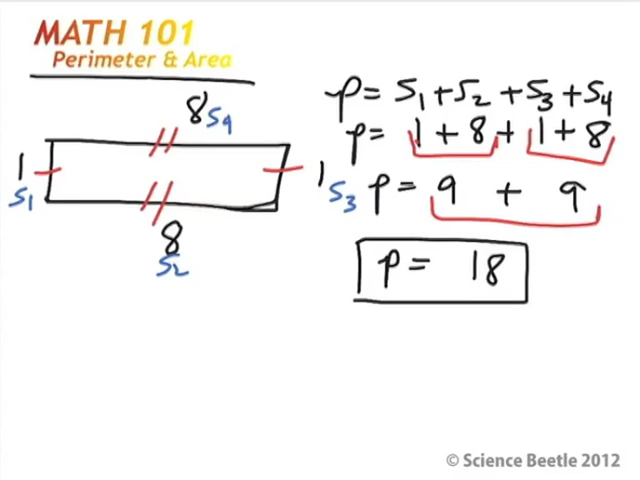 MATH 101
Perimeter & Area
8 S4
1
S1
1
S3
8
S2
P= S1 +S2 +S3 +S4
P= 1 + 8 + 1 + 8
P= 9 + 9
P= 18
© Science Beetle 2012